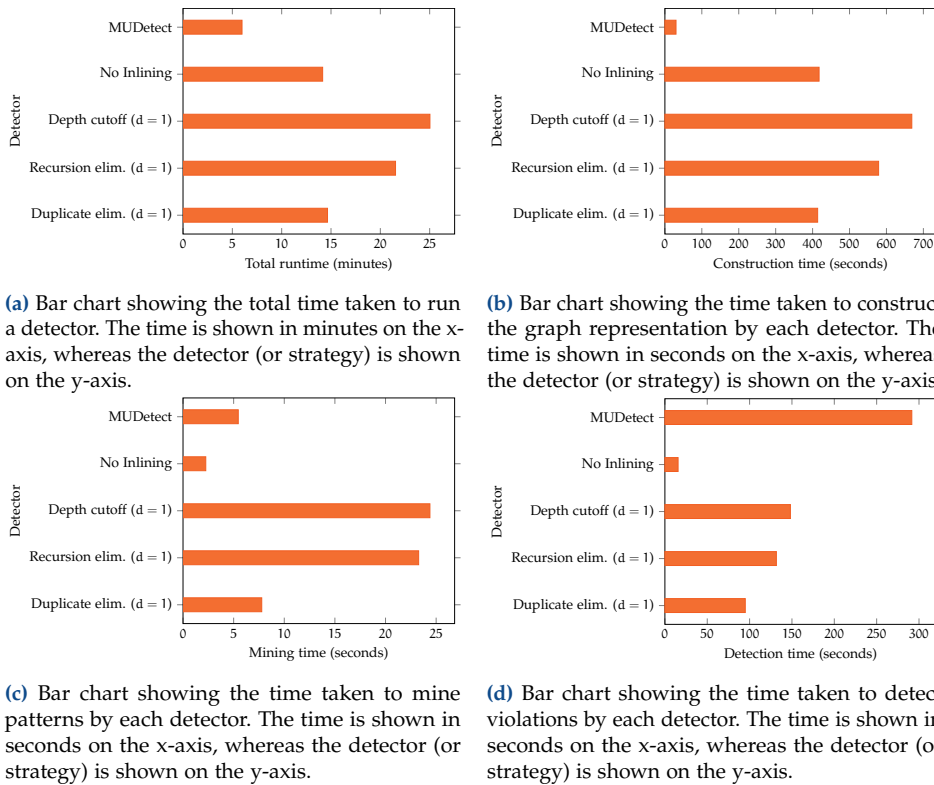 MUDetect
No Inlining
Depth cutoff (d = 1)
Recursion elim. (d = 1)
Duplicate elim. (d = 1)
Detector
0 5 10 15 20 25
Total runtime (minutes)
(a) Bar chart showing the total time taken to run
a detector. The time is shown in minutes on the x-
axis, whereas the detector (or strategy) is shown
on the y-axis.
MUDetect
No Inlining
Depth cutoff (d = 1)
Recursion elim. (d = 1)
Duplicate elim. (d = 1)
Detector
0 100 200 300 400 500 600 700
Construction time (seconds)
(b) Bar chart showing the time taken to construc
the graph representation by each detector. The
time is shown in seconds on the x-axis, wherea
the detector (or strategy) is shown on the y-axis
MUDetect
No Inlining
Depth cutoff (d = 1)
Recursion elim. (d = 1)
Duplicate elim. (d = 1)
Detector
0 5 10 15 20 25
Mining time (seconds)
(c) Bar chart showing the time taken to mine
patterns by each detector. The time is shown in
seconds on the x-axis, whereas the detector (or
strategy) is shown on the y-axis.
MUDetect
No Inlining
Depth cutoff (d = 1)
Recursion elim. (d = 1)
Duplicate elim. (d = 1)
Detector
0 50 100 150 200 250 300
Detection time (seconds)
(d) Bar chart showing the time taken to detec
violations by each detector. The time is shown in
seconds on the x-axis, whereas the detector (o
strategy) is shown on the y-axis.